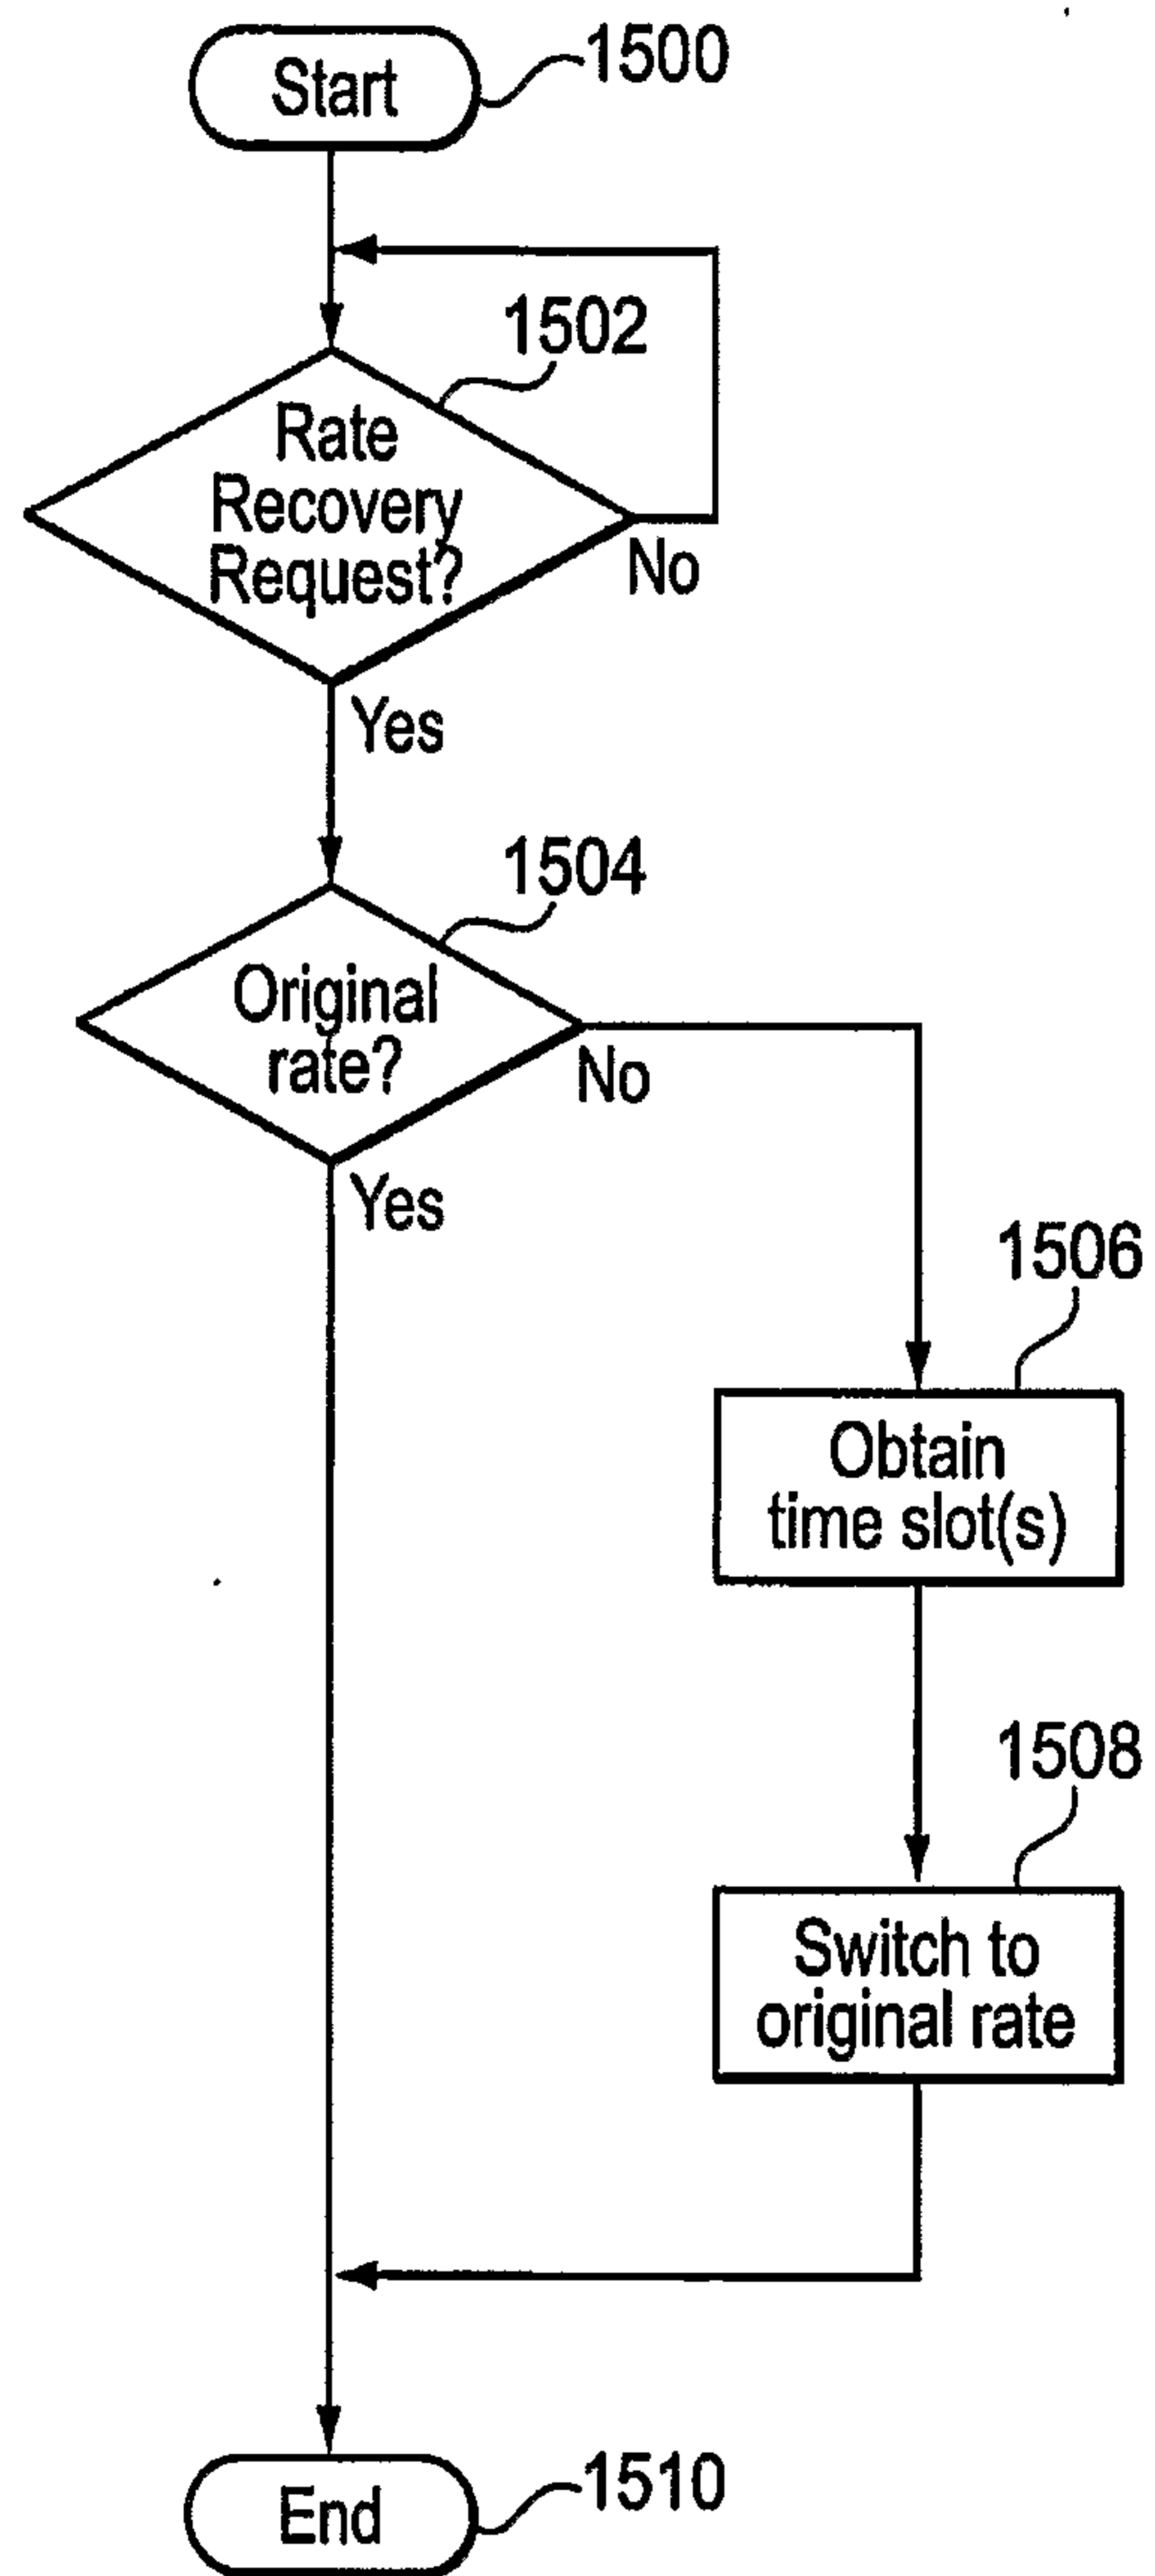 Start
1500
1502
Rate
Recovery
Request?
No
Yes
1504
Original
rate?
No
Yes
1506
Obtain
time slot(s)
1508
Switch to
original rate
End
1510